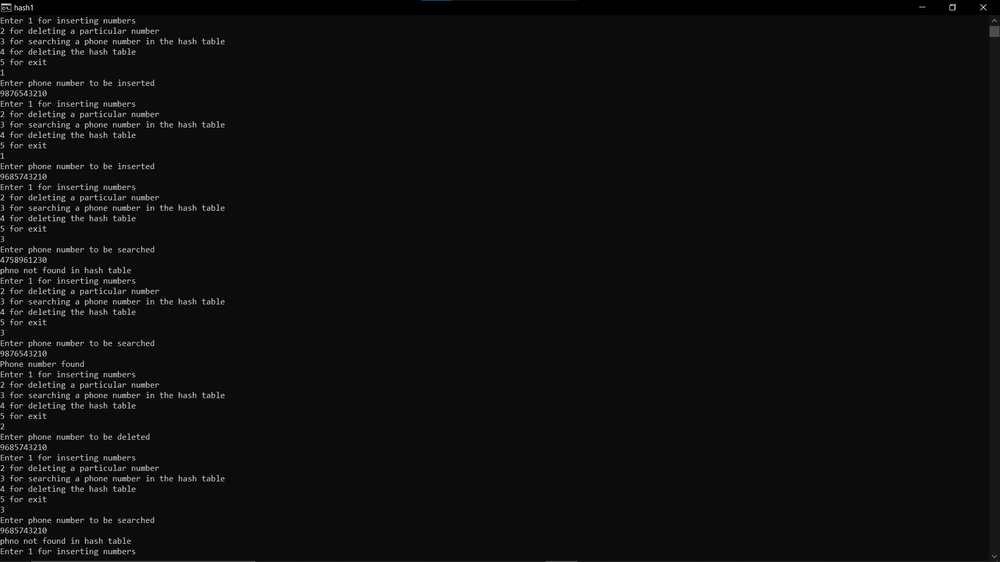 hash1
Enter 1 for inserting numbers
2 for deleting a particular number
3 for searching a phone number in the hash table
4 for deleting the hash table
5 for exit
1
Enter phone number to be inserted
9876543210
Enter 1 for inserting numbers
2 for deleting a particular number
3 for searching a phone number in the hash table
4 for deleting the hash table
5 for exit
1
Enter phone number to be inserted
9685743210
Enter 1 for inserting numbers
2 for deleting a particular number
3 for searching a phone number in the hash table
4 for deleting the hash table
5 for exit
3
Enter phone number to be searched
4758961230
phno not found in hash table
Enter 1 for inserting numbers
2 for deleting a particular number
3 for searching a phone number in the hash table
4 for deleting the hash table
5 for exit
3
Enter phone number to be searched
9876543210
Phone number found
Enter 1 for inserting numbers
2 for deleting a particular number
3 for searching a phone number in the hash table
4 for deleting the hash table
5 for exit
2
Enter phone number to be deleted
9685743210
Enter 1 for inserting numbers
2 for deleting a particular number
3 for searching a phone number in the hash table
4 for deleting the hash table
5 for exit
3
Enter phone number to be searched
9685743210
phno not found in hash table
Enter 1 for inserting numbers